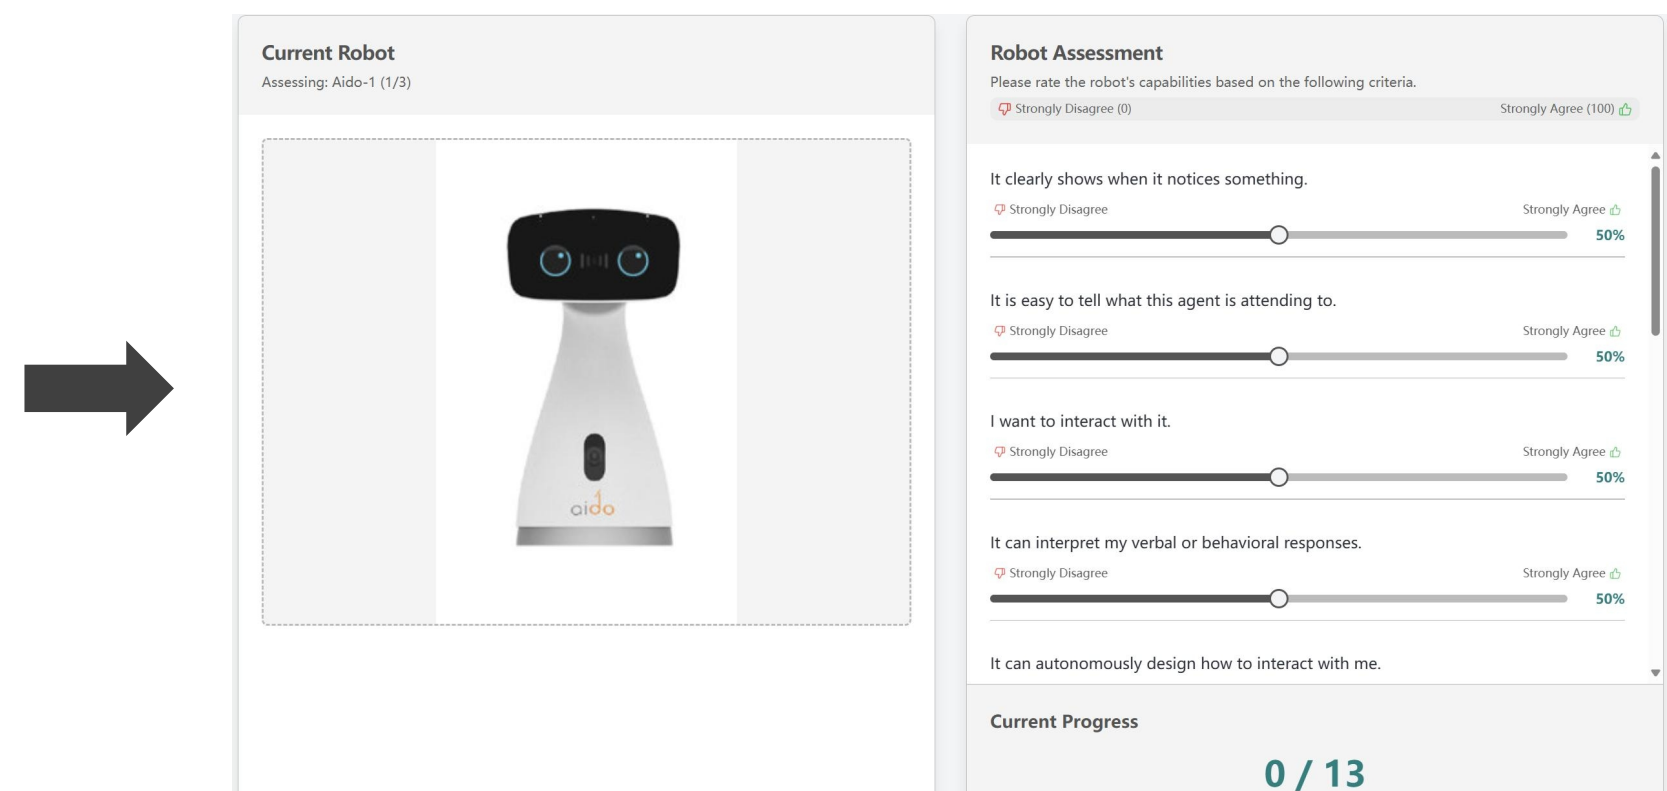 Current Robot
Assessing: Aido-1 (1/3)
aido
Robot Assessment
Please rate the robot's capabilities based on the following criteria.
Strongly Disagree (0) Strongly Agree (100)
It clearly shows when it notices something.
Strongly Disagree Strongly Agree
50%
It is easy to tell what this agent is attending to.
Strongly Disagree Strongly Agree
50%
I want to interact with it.
Strongly Disagree Strongly Agree
50%
It can interpret my verbal or behavioral responses.
Strongly Disagree Strongly Agree
50%
It can autonomously design how to interact with me.
Current Progress
0 / 13